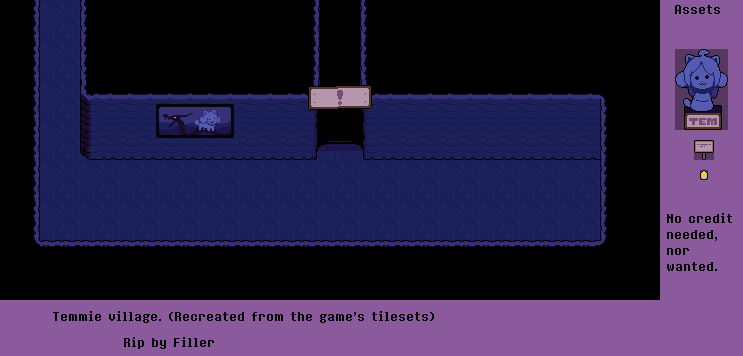 Assets
!
TEM
No credit
needed,
nor
wanted.
Temmie village. (Recreated from the game's tilesets)
Rip by Filler